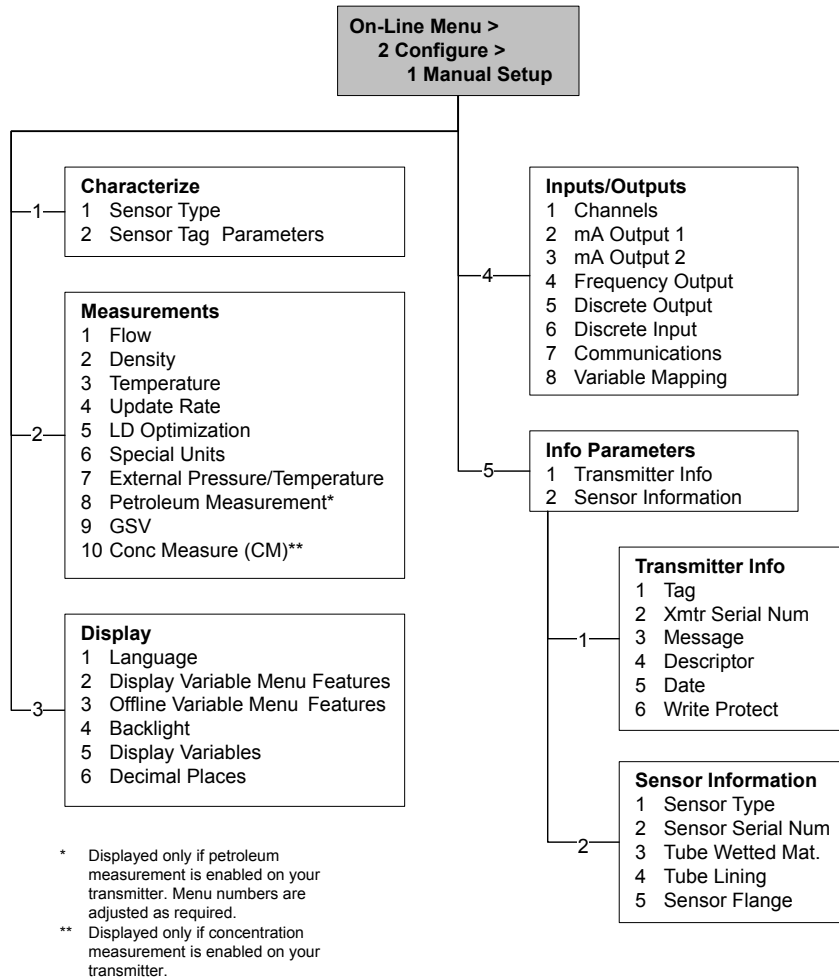 On-Line Menu >
2 Configure >
1 Manual Setup
1
Characterize
1 Sensor Type
2 Sensor Tag Parameters
2
Measurements
1 Flow
2 Density
3 Temperature
4 Update Rate
5 LD Optimization
6 Special Units
7 External Pressure/Temperature
8 Petroleum Measurement*
9 GSV
10 Conc Measure (CM)**
3
Display
1 Language
2 Display Variable Menu Features
3 Offline Variable Menu Features
4 Backlight
5 Display Variables
6 Decimal Places
4
Inputs/Outputs
1 Channels
2 mA Output 1
3 mA Output 2
4 Frequency Output
5 Discrete Output
6 Discrete Input
7 Communications
8 Variable Mapping
5
Info Parameters
1 Transmitter Info
2 Sensor Information
1
Transmitter Info
1 Tag
2 Xmtr Serial Num
3 Message
4 Descriptor
5 Date
6 Write Protect
2
Sensor Information
1 Sensor Type
2 Sensor Serial Num
3 Tube Wetted Mat.
4 Tube Lining
5 Sensor Flange
* Displayed only if petroleum
measurement is enabled on your
transmitter. Menu numbers are
adjusted as required.
** Displayed only if concentration
measurement is enabled on your
transmitter.